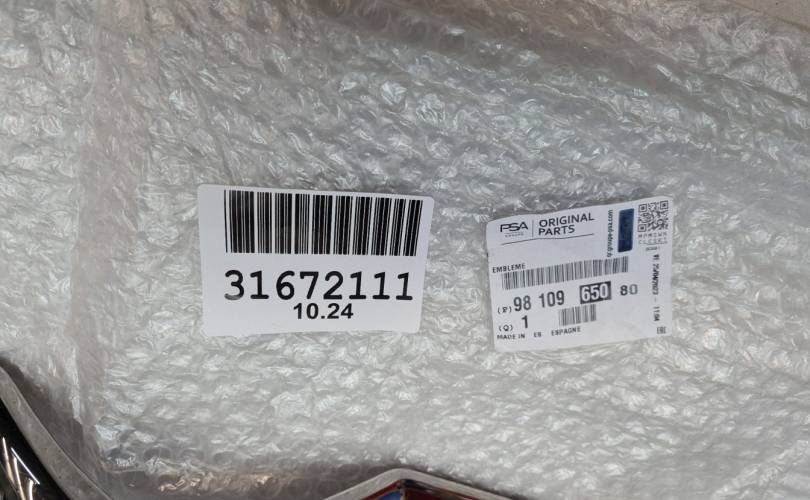 31672111
10.24
PSA
ORIGINAL
PARTS
EMBLEME
(P) 98 109 650 80
(Q) 1
MADE IN ES ESPAGNE